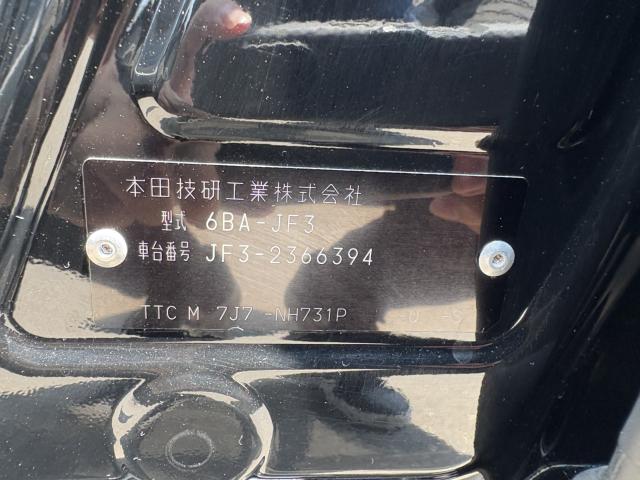 本田技研工業株式会社
型式 6BA-JF3
車台番号 JF3-2366394
TTC M 7J7 -NH731P